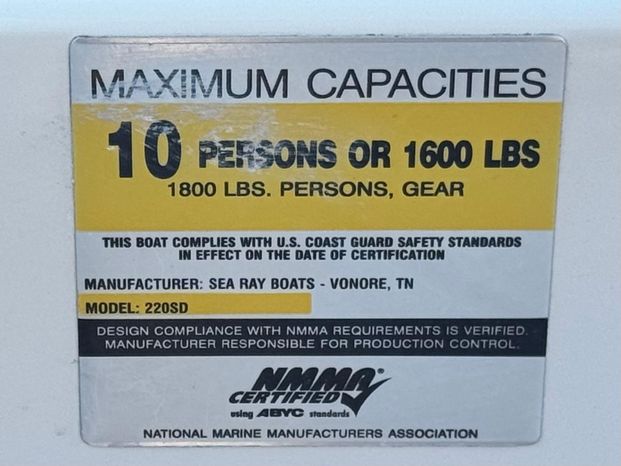 MAXIMUM CAPACITIES
10 PERSONS OR 1600 LBS
1800 LBS. PERSONS, GEAR
THIS BOAT COMPLIES WITH U.S. COAST GUARD SAFETY STANDARDS
IN EFFECT ON THE DATE OF CERTIFICATION
MANUFACTURER: SEA RAY BOATS - VONORE, TN
MODEL: 220SD
DESIGN COMPLIANCE WITH NMMA REQUIREMENTS IS VERIFIED.
MANUFACTURER RESPONSIBLE FOR PRODUCTION CONTROL.
NMMA®
CERTIFIED
using ABYC standards
NATIONAL MARINE MANUFACTURERS ASSOCIATION